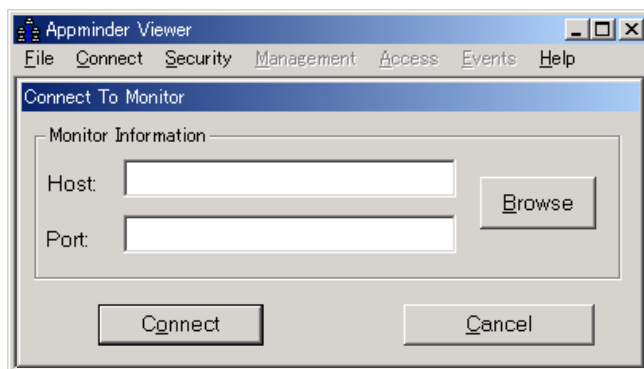 Appminder Viewer
File Connect Security Management Access Events Help
Connect To Monitor
Monitor Information
Host:
Browse
Port:
Connect Cancel